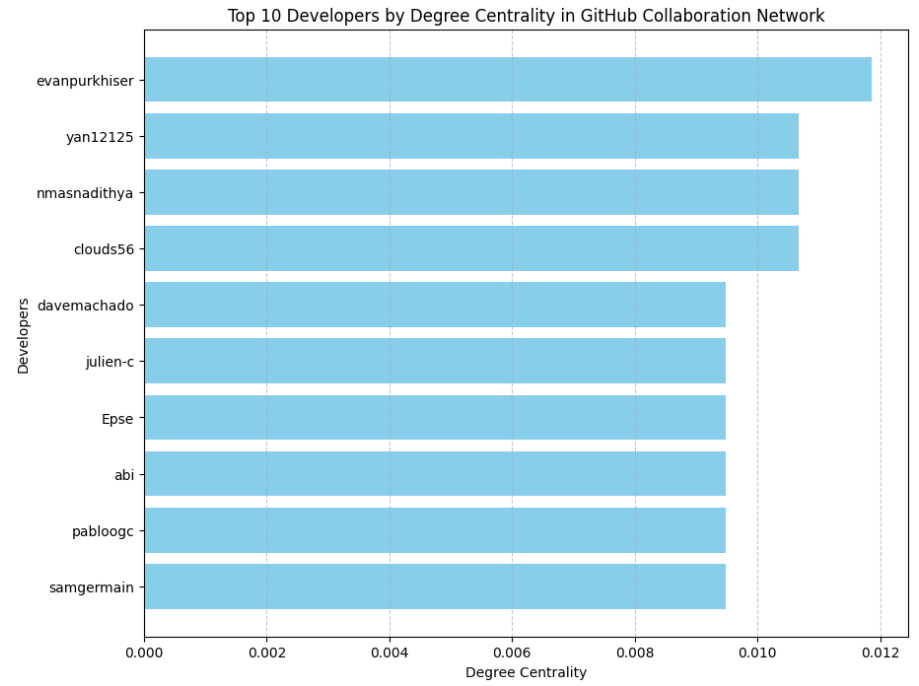 Top 10 Developers by Degree Centrality in GitHub Collaboration Network
evanpurkhiser
yan12125
nmasnadithya
clouds56
davemachado
julien-c
Epse
abi
pabloogc
samgermain
Developers
0.000 0.002 0.004 0.006 0.008 0.010 0.012
Degree Centrality